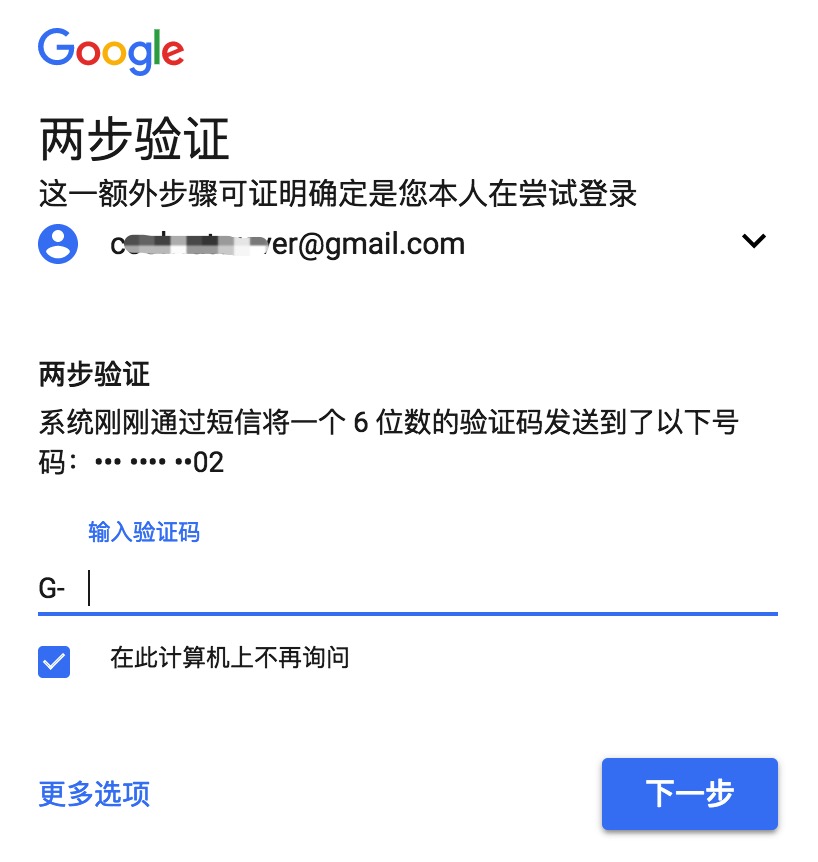 Google
两步验证
这一额外步骤可证明确定是您本人在尝试登录
ver@gmail.com
两步验证
系统刚刚通过短信将一个 6 位数的验证码发送到了以下号
码：••• •••• ••02
输入验证码
G-
在此计算机上不再询问
更多选项
下一步